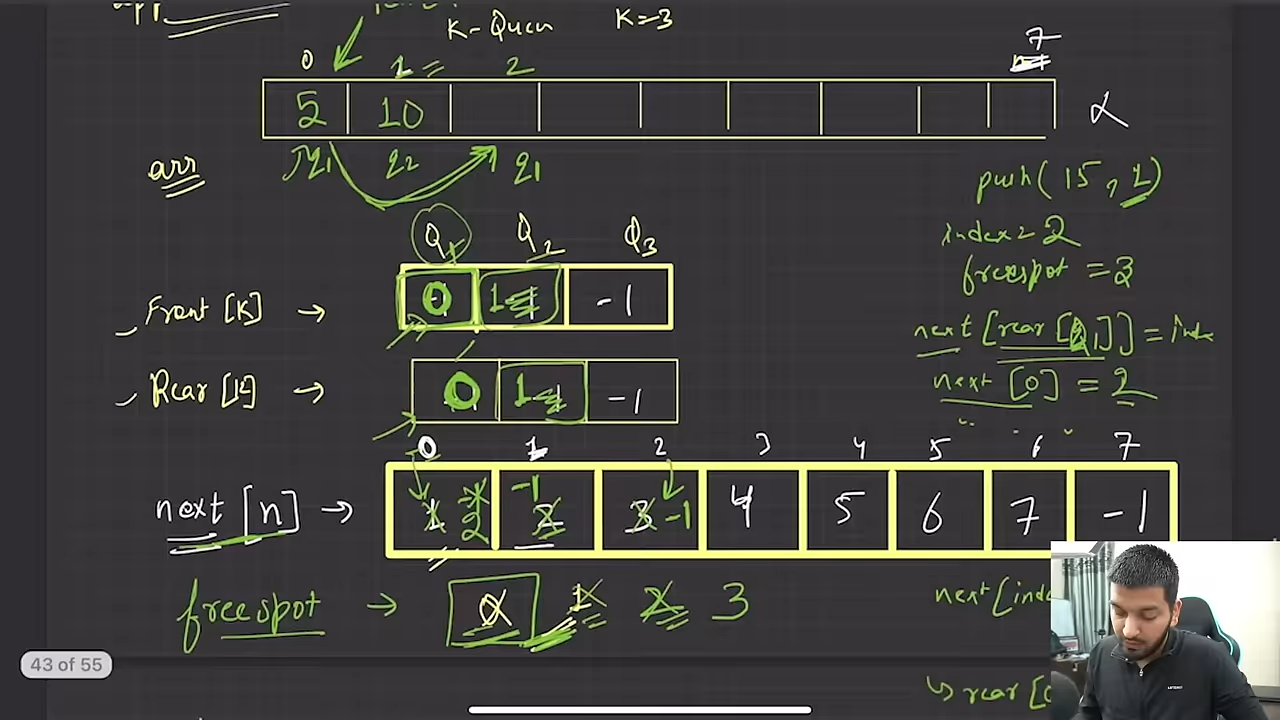 K-Queu K=3
0 1 2 7
5 10
arr q1 q2 q1
push(15, 1)
index = 2
freespot = 3
Q1 Q2 Q3
Front [K] → 0 1 -1
next [rear [Q1]] = index
Rear [K] → 0 1 -1
next [0] = 2
0 1 2 3 4 5 6 7
next [n] → 1 2 -1 2 3 -1 4 5 6 7 -1
freespot → 0 1 2 3
next [inde
43 of 55
↳ rear [